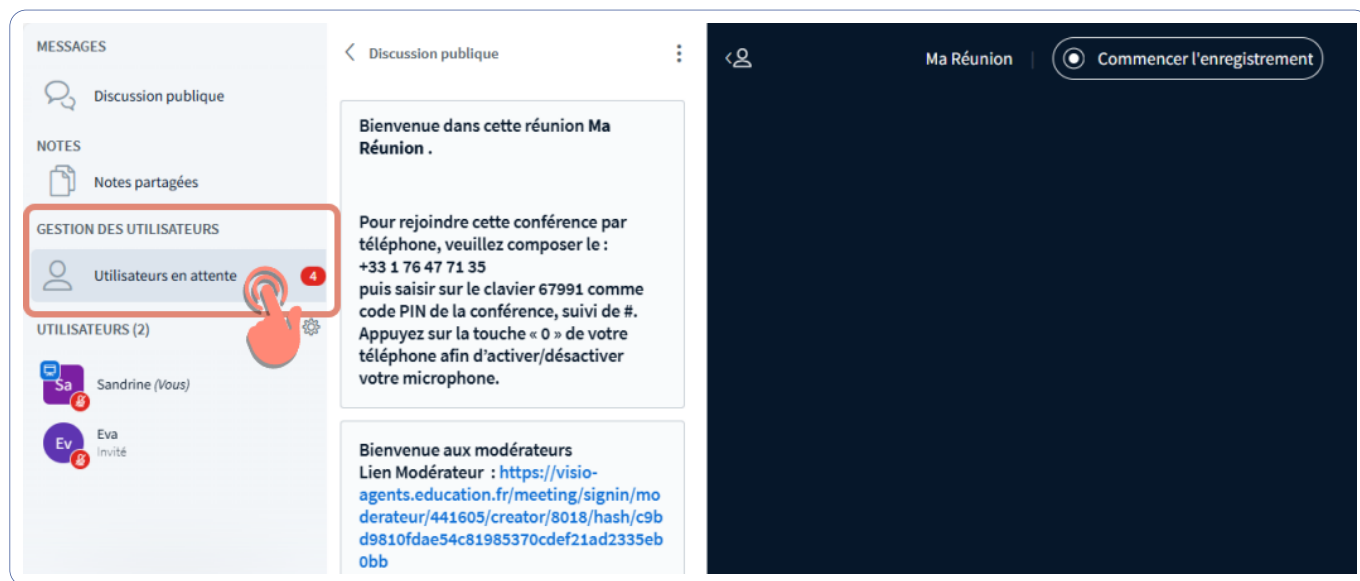 MESSAGES
Discussion publique
NOTES
Notes partagées
GESTION DES UTILISATEURS
Utilisateurs en attente
4
UTILISATEURS (2)
Sa
Sandrine (Vous)
Ev
Eva
Invité
Discussion publique
Bienvenue dans cette réunion Ma
Réunion .
Pour rejoindre cette conférence par
téléphone, veuillez composer le :
+33 1 76 47 71 35
puis saisir sur le clavier 67991 comme
code PIN de la conférence, suivi de #.
Appuyez sur la touche « 0 » de votre
téléphone afin d'activer/désactiver
votre microphone.
Bienvenue aux modérateurs
Lien Modérateur : https://visio-
agents.education.fr/meeting/signin/mo
derateur/441605/creator/8018/hash/c9b
d9810fdae54c81985370cdef21ad2335eb
0bb
Ma Réunion
Commencer l'enregistrement